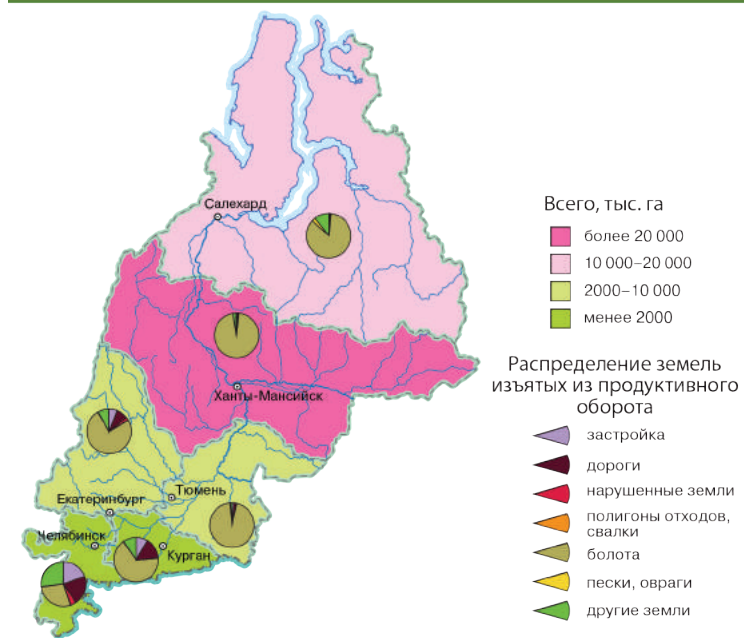 Салехард
Ханты-Мансийск
Тюмень
Екатеринбург
Челябинск
Курган
Всего, тыс. га
более 20 000
10 000–20 000
2000–10 000
менее 2000
Распределение земель
изъятых из продуктивного
оборота
застройка
дороги
нарушенные земли
полигоны отходов,
свалки
болота
пески, овраги
другие земли